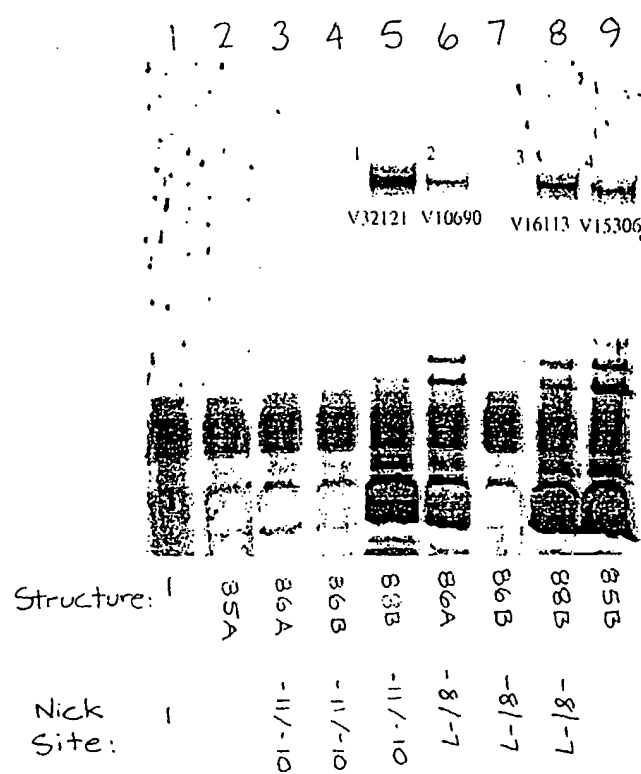 1 2 3 4 5 6 7 8 9
1 2 3 4
V32121 V10690 V16113 V15306
Structure: 1 85A 86A 86B 88B 86A 86B 88B 85B
Nick Site: 1 -11/-10 -11/-10 -11/-10 -8/-7 -8/-7 -8/-7